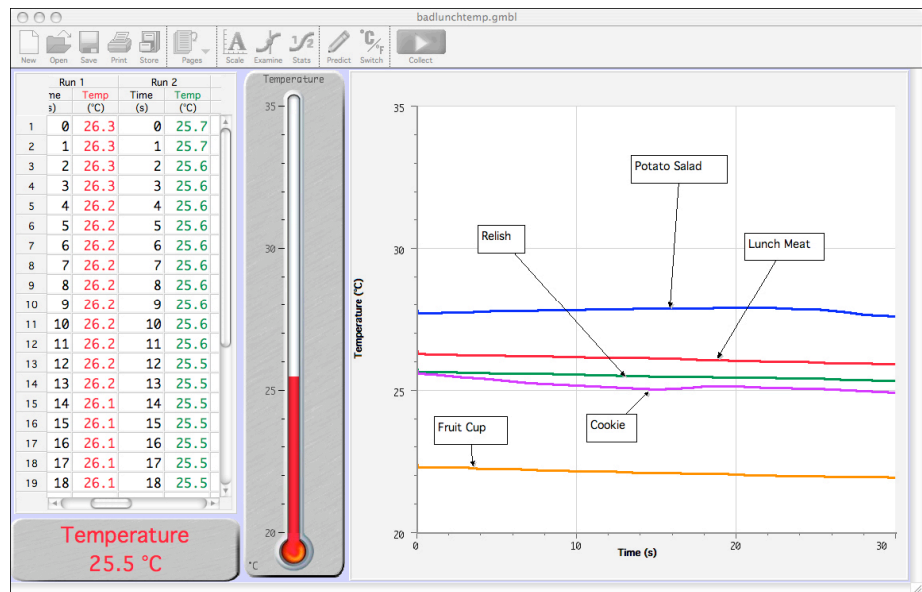 badlunchtemp.gmbl
New Open Save Print Store Pages Scale Examine Stats Predict Switch Collect
Run 1 Run 2
me Temp Time Temp
s) (°C) (s) (°C)
1 0 26.3 0 25.7
2 1 26.3 1 25.7
3 2 26.3 2 25.6
4 3 26.3 3 25.6
5 4 26.2 4 25.6
6 5 26.2 5 25.6
7 6 26.2 6 25.6
8 7 26.2 7 25.6
9 8 26.2 8 25.6
10 9 26.2 9 25.6
11 10 26.2 10 25.6
12 11 26.2 11 25.6
13 12 26.2 12 25.5
14 13 26.2 13 25.5
15 14 26.1 14 25.5
16 15 26.1 15 25.5
17 16 26.1 16 25.5
18 17 26.1 17 25.5
19 18 26.1 18 25.5
Temperature
25.5 °C
Temperature
35
30
25
20
°C
Temperature (°C)
35
30
25
20
Potato Salad
Relish
Lunch Meat
Cookie
Fruit Cup
0 10 20 30
Time (s)